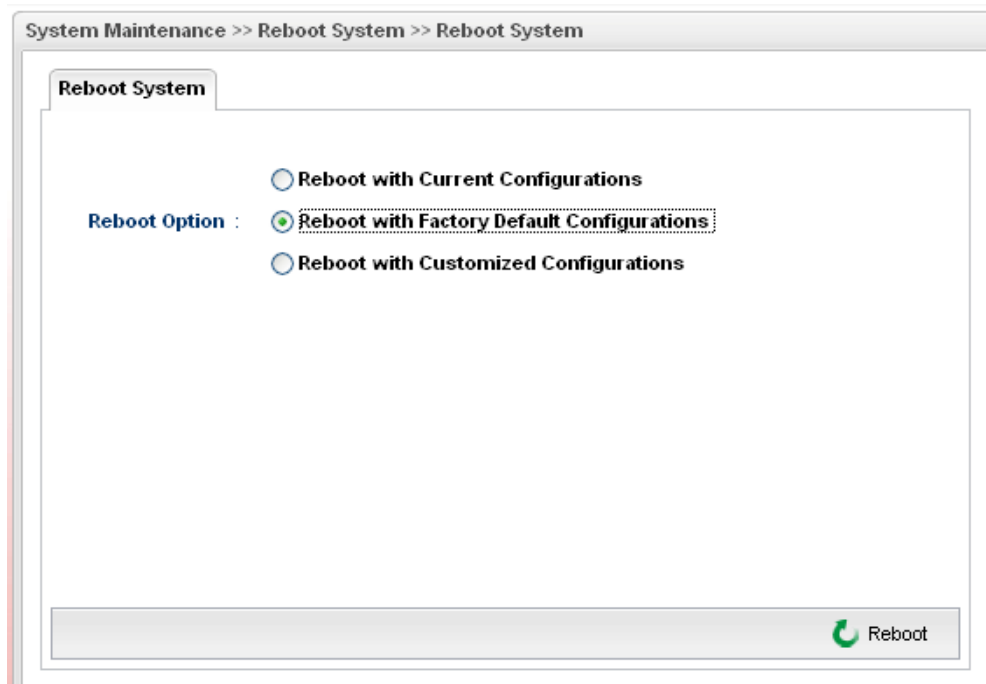 System Maintenance >> Reboot System >> Reboot System
Reboot System
Reboot with Current Configurations
Reboot Option : Reboot with Factory Default Configurations
Reboot with Customized Configurations
Reboot